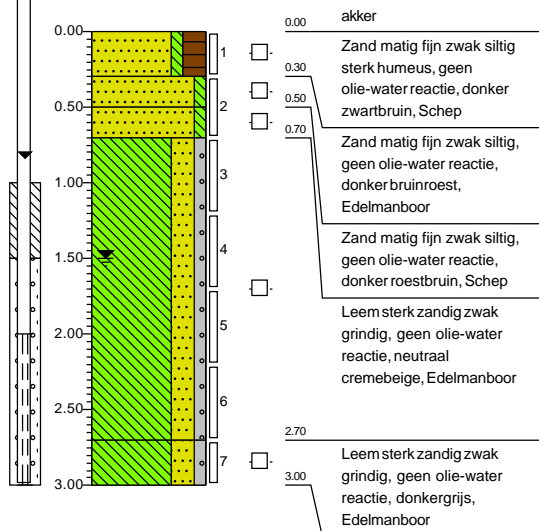 0.00
0.50
1.00
1.50
2.00
2.50
3.00
1
2
3
4
5
6
7
0.00
akker
Zand matig fijn zwak siltig
sterk humeus, geen
olie-water reactie, donker
zwartbruin, Schep
0.30
Zand matig fijn zwak siltig,
geen olie-water reactie,
donker bruinroest,
Edelmanboor
0.50
Zand matig fijn zwak siltig,
geen olie-water reactie,
donker roestbruin, Schep
0.70
Leem sterk zandig zwak
grindig, geen olie-water
reactie, neutraal
cremebeige, Edelmanboor
2.70
Leem sterk zandig zwak
grindig, geen olie-water
reactie, donkergrijs,
Edelmanboor
3.00